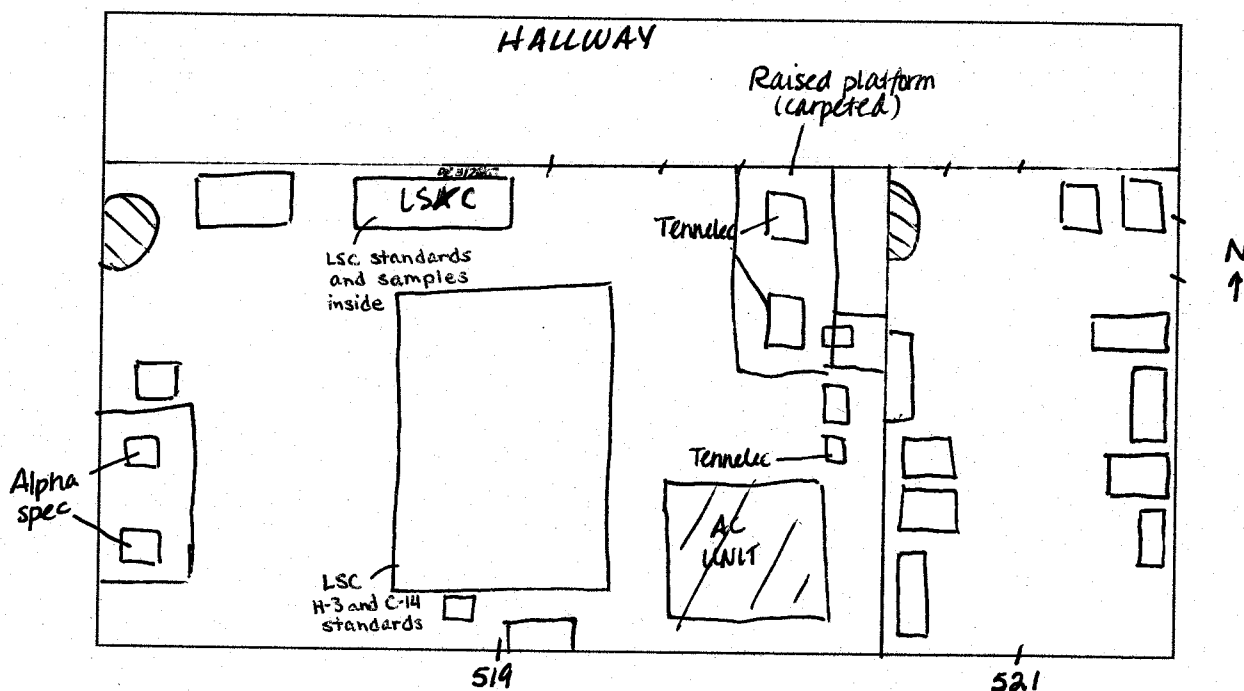 HALLWAY
Raised platform
(carpeted)
LSC
LSC standards
and samples
inside
Tennelec
N
Tennelec
Alpha
spec
AC
UNIT
LSC
H-3 and C-14
standards
519
521